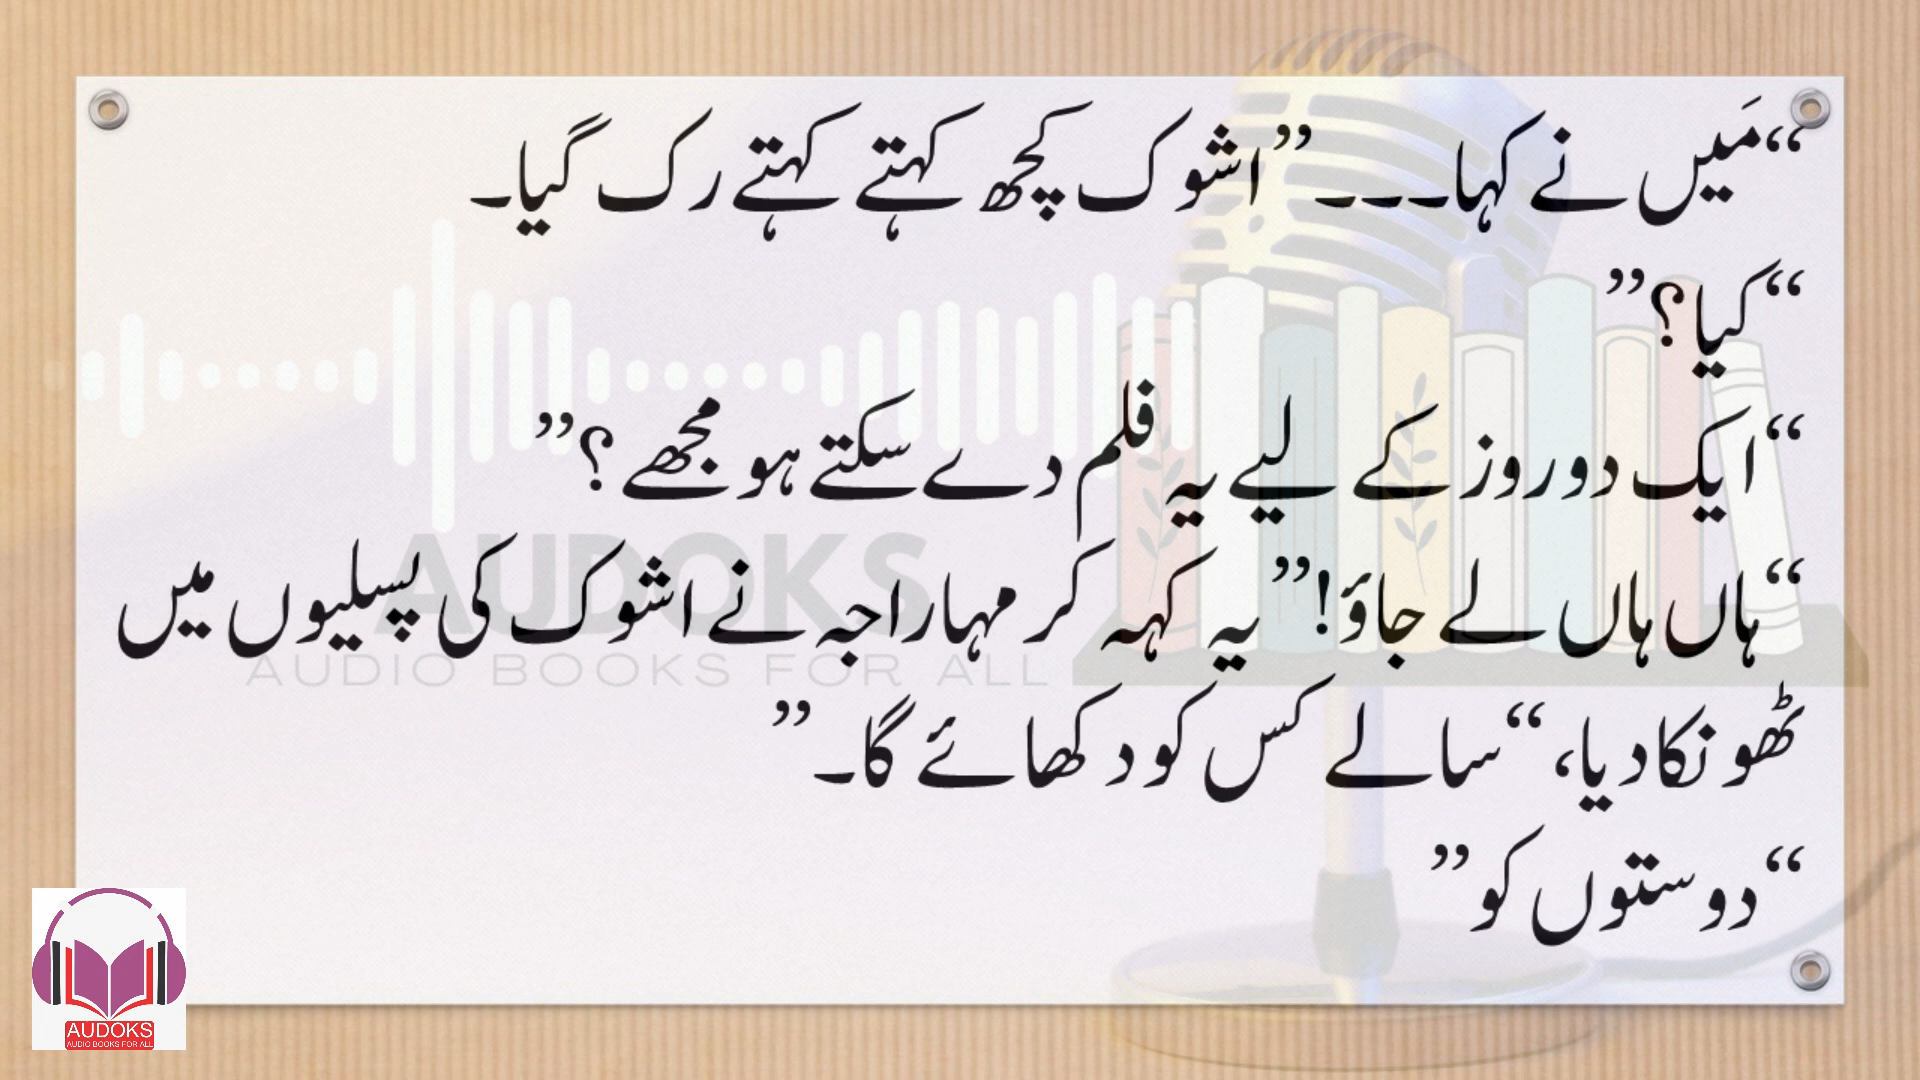 “مَیں نے کہا۔۔۔”اشوک کچھ کہتے کہتے رک گیا۔
“کیا؟”
“ایک دو روز کے لیے یہ فلم دے سکتے ہو مجھے؟”
“ہاں ہاں لے جاؤ!”یہ کہہ کر مہاراجہ نے اشوک کی پسلیوں میں
ٹھونکا دیا، “سالے کس کو دکھائے گا۔”
“دوستوں کو”
AUDOKS
AUDIO BOOKS FOR ALL
AUDOKS
AUDIO BOOKS FOR ALL